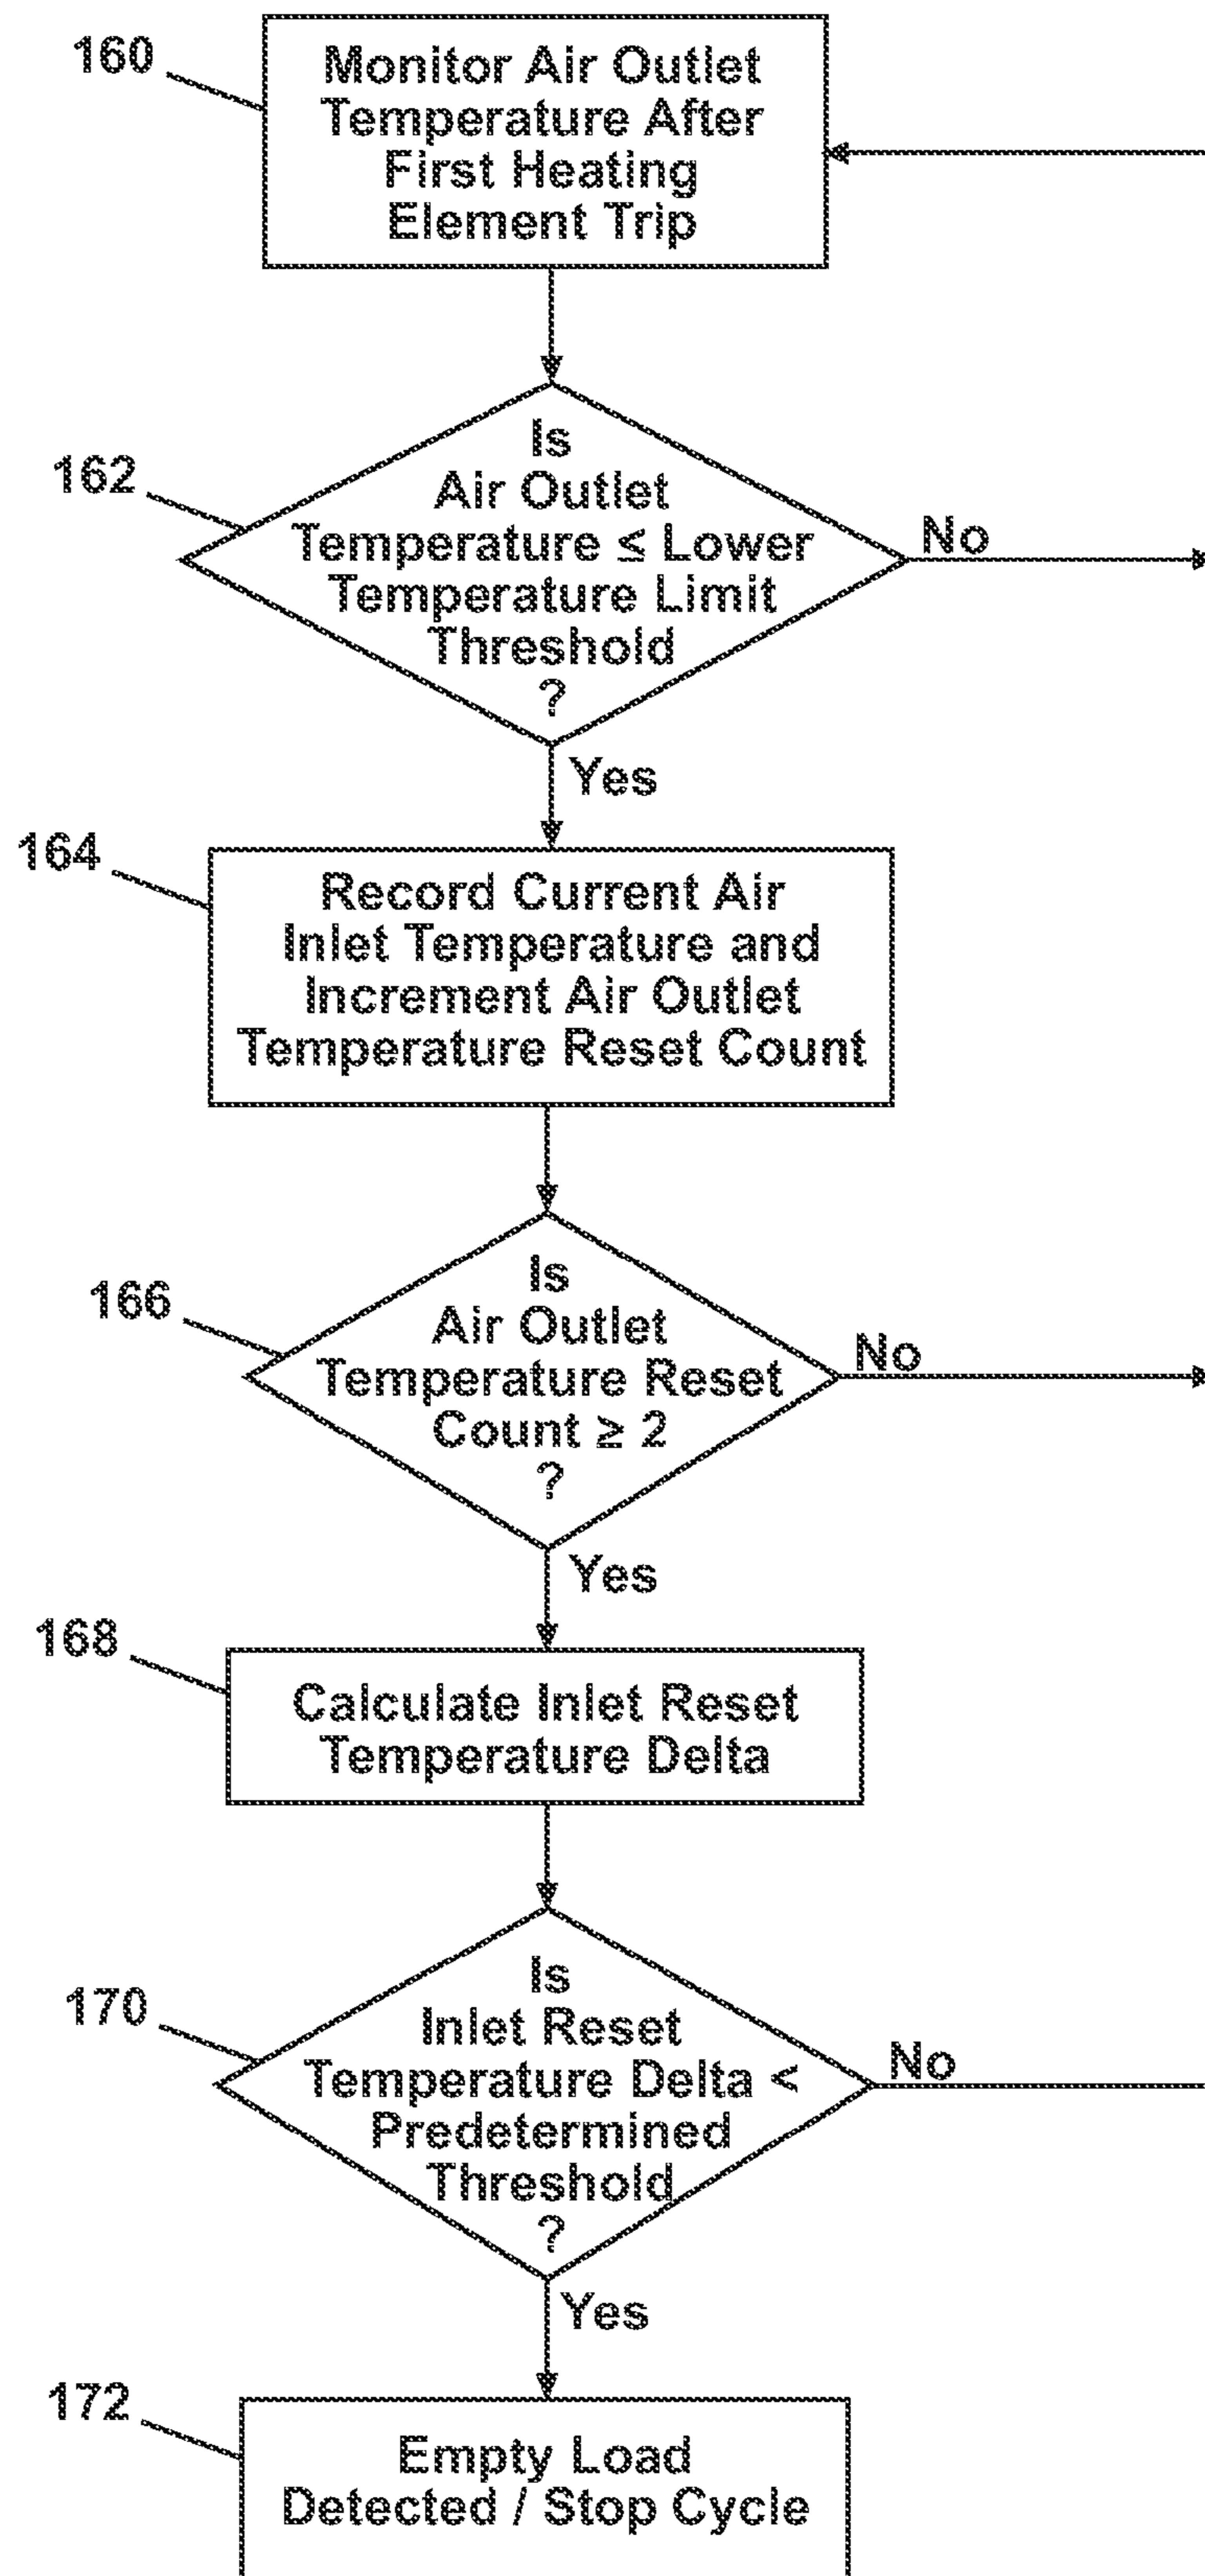 160
Monitor Air Outlet
Temperature After
First Heating
Element Trip
162
Is
Air Outlet
Temperature ≤ Lower
Temperature Limit
Threshold
?
No
Yes
164
Record Current Air
Inlet Temperature and
Increment Air Outlet
Temperature Reset Count
166
Is
Air Outlet
Temperature Reset
Count ≥ 2
?
No
Yes
168
Calculate Inlet Reset
Temperature Delta
170
Is
Inlet Reset
Temperature Delta <
Predetermined
Threshold
?
No
Yes
172
Empty Load
Detected / Stop Cycle